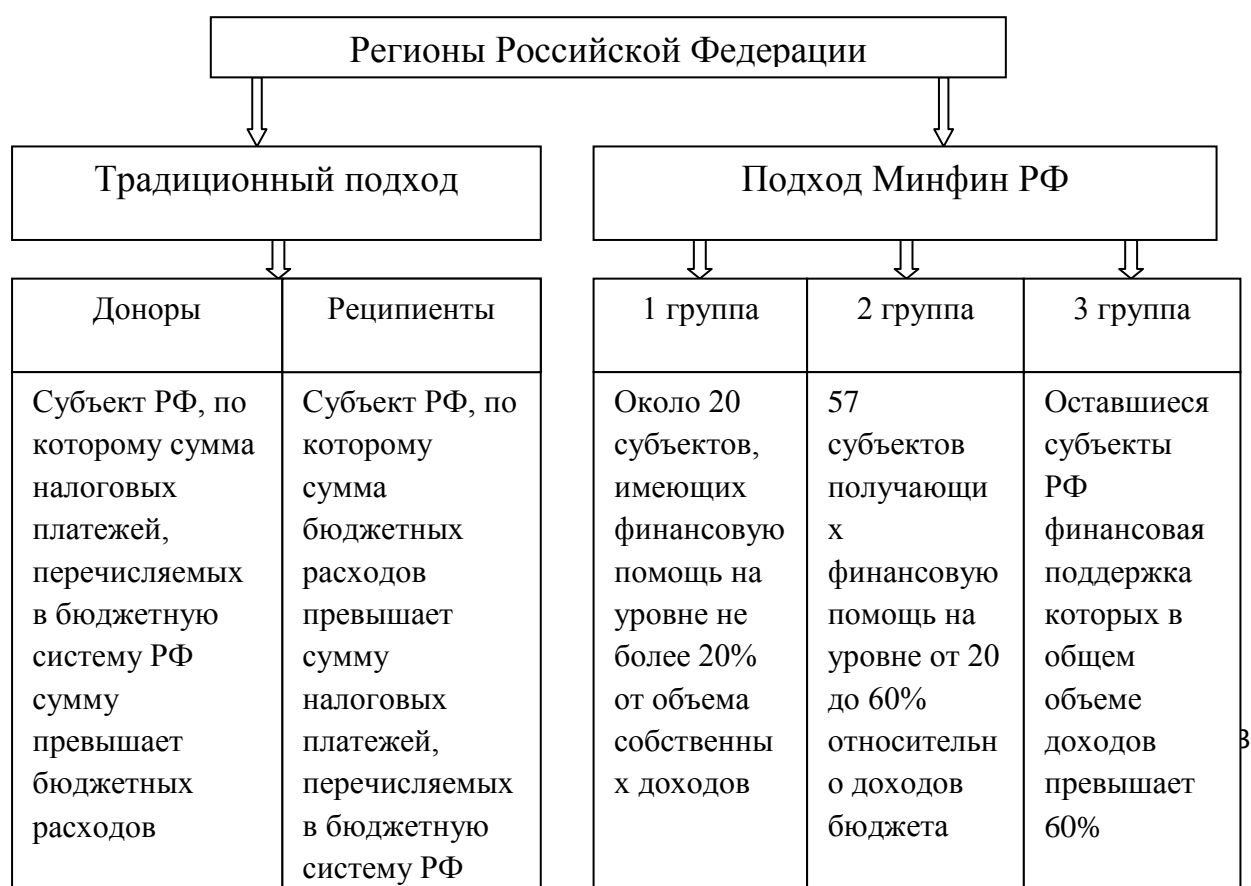 Регионы Российской Федерации
Традиционный подход
Подход Минфин РФ
Доноры
Реципиенты
1 группа
2 группа
3 группа
Субъект РФ, по
которому сумма
налоговых
платежей,
перечисляемых
в бюджетную
систему РФ
сумму
превышает
бюджетных
расходов
Субъект РФ, по
которому
сумма
бюджетных
расходов
превышает
сумму
налоговых
платежей,
перечисляемых
в бюджетную
систему РФ
Около 20
субъектов,
имеющих
финансовую
помощь на
уровне не
более 20%
от объема
собственны
х доходов
57
субъектов
получающи
х
финансовую
помощь на
уровне от 20
до 60%
относительн
о доходов
бюджета
Оставшиеся
субъекты
РФ
финансовая
поддержка
которых в
общем
объеме
доходов
превышает
60%